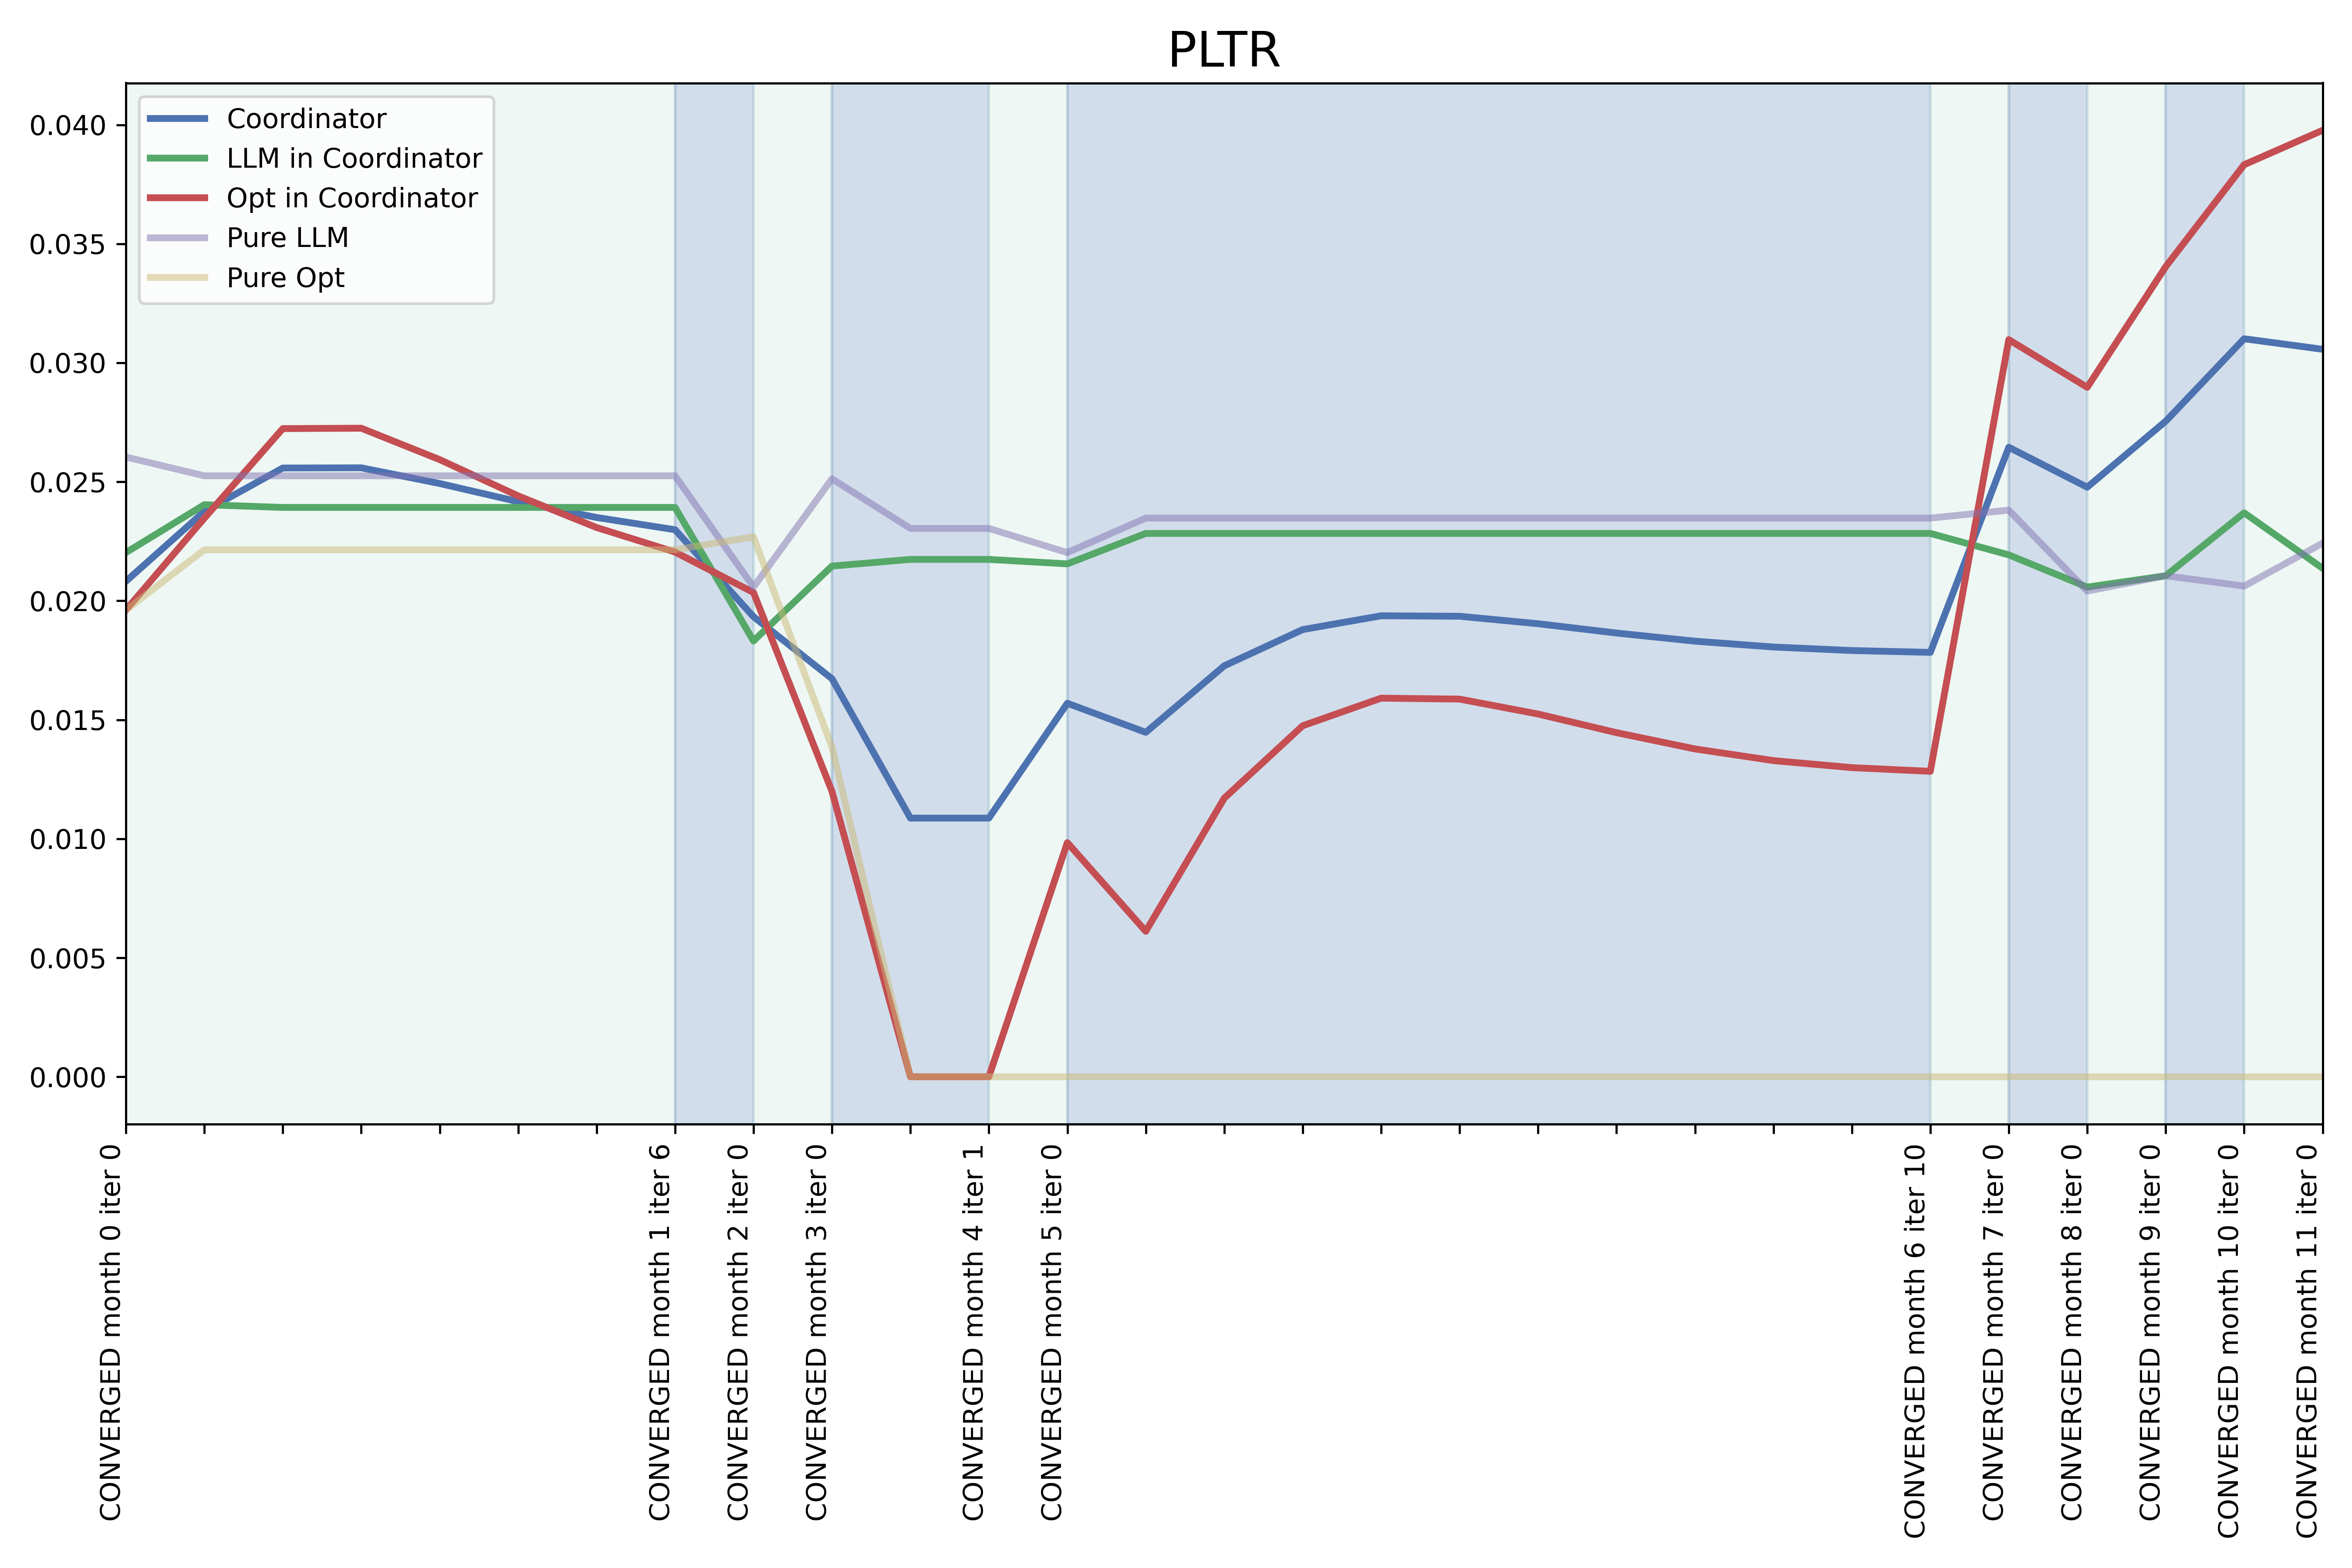 PLTR
Coordinator
LLM in Coordinator
Opt in Coordinator
Pure LLM
Pure Opt
0.040
0.035
0.030
0.025
0.020
0.015
0.010
0.005
0.000
CONVERGED month 0 iter 0
CONVERGED month 1 iter 6
CONVERGED month 2 iter 0
CONVERGED month 3 iter 0
CONVERGED month 4 iter 1
CONVERGED month 5 iter 0
CONVERGED month 6 iter 10
CONVERGED month 7 iter 0
CONVERGED month 8 iter 0
CONVERGED month 9 iter 0
CONVERGED month 10 iter 0
CONVERGED month 11 iter 0